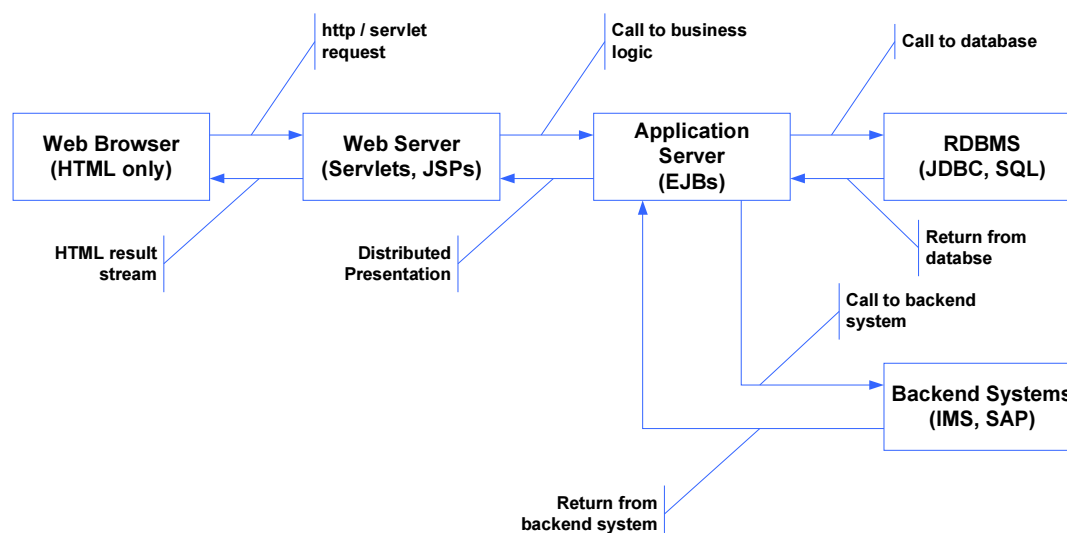 http / servlet
request
Call to business
logic
Call to database
Web Browser
(HTML only)
Web Server
(Servlets, JSPs)
Application
Server
(EJBs)
RDBMS
(JDBC, SQL)
HTML result
stream
Distributed
Presentation
Return from
databse
Call to backend
system
Backend Systems
(IMS, SAP)
Return from
backend system